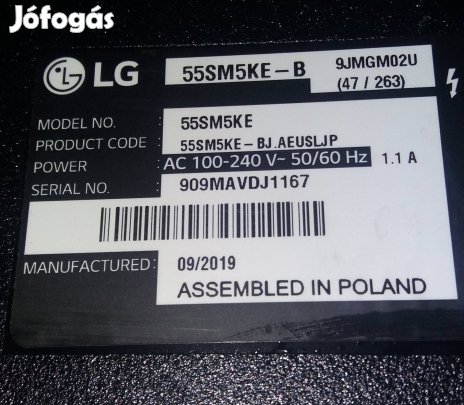 Jófogás
LG 55SM5KE-B 9JMGM02U
(47 / 263)
MODEL NO. : 55SM5KE
PRODUCT CODE : 55SM5KE-BJ.AEUSLJP
POWER : AC 100-240 V~ 50/60 Hz 1.1 A
SERIAL NO. : 909MAVDJ1167
MANUFACTURED : 09/2019
ASSEMBLED IN POLAND